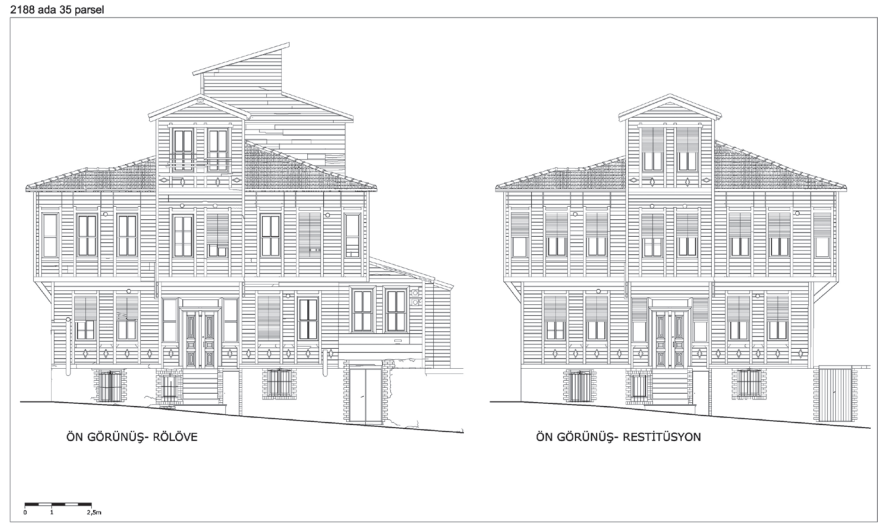 2188 ada 35 parsel
ÖN GÖRÜNÜŞ- RÖLÖVE
ÖN GÖRÜNÜŞ- RESTİTÜSYON
0 1 2,5m